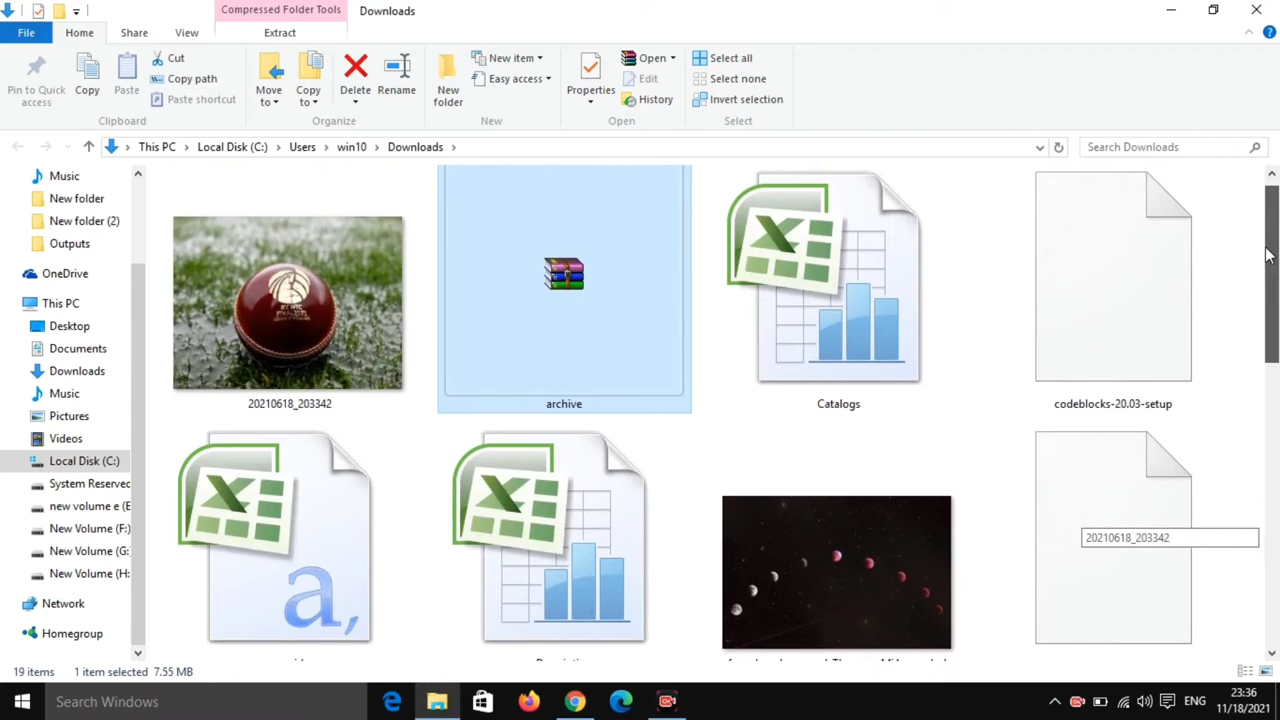 Compressed Folder Tools
Downloads
File
Home
Share
View
Extract
Pin to Quick access
Copy
Paste
Cut
Copy path
Paste shortcut
Clipboard
Move to
Copy to
Delete
Rename
Organize
New folder
New item
Easy access
New
Properties
Open
Edit
History
Open
Select all
Select none
Invert selection
Select
This PC > Local Disk (C:) > Users > win10 > Downloads >
Search Downloads
Music
New folder
New folder (2)
Outputs
OneDrive
This PC
Desktop
Documents
Downloads
Music
Pictures
Videos
Local Disk (C:)
System Reserved
new volume e (E
New Volume (F:)
New Volume (G:
New Volume (H:
Network
Homegroup
20210618_203342
archive
Catalogs
codeblocks-20.03-setup
a,
20210618_203342
19 items
1 item selected 7.55 MB
Search Windows
ENG
23:36
11/18/2021